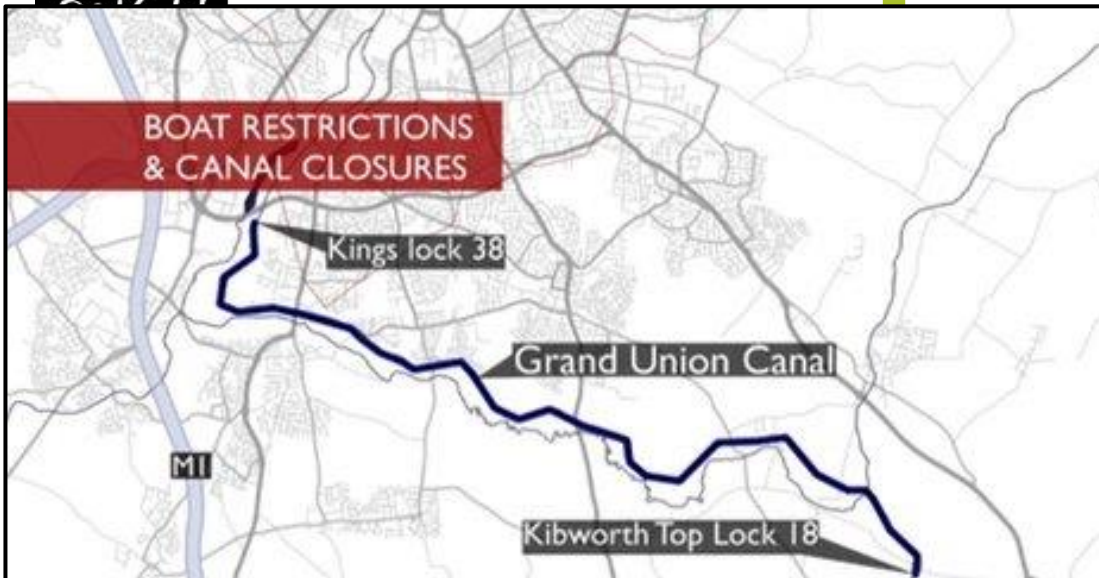 BOAT RESTRICTIONS
& CANAL CLOSURES
Kings lock 38
Grand Union Canal
M1
Kibworth Top Lock 18